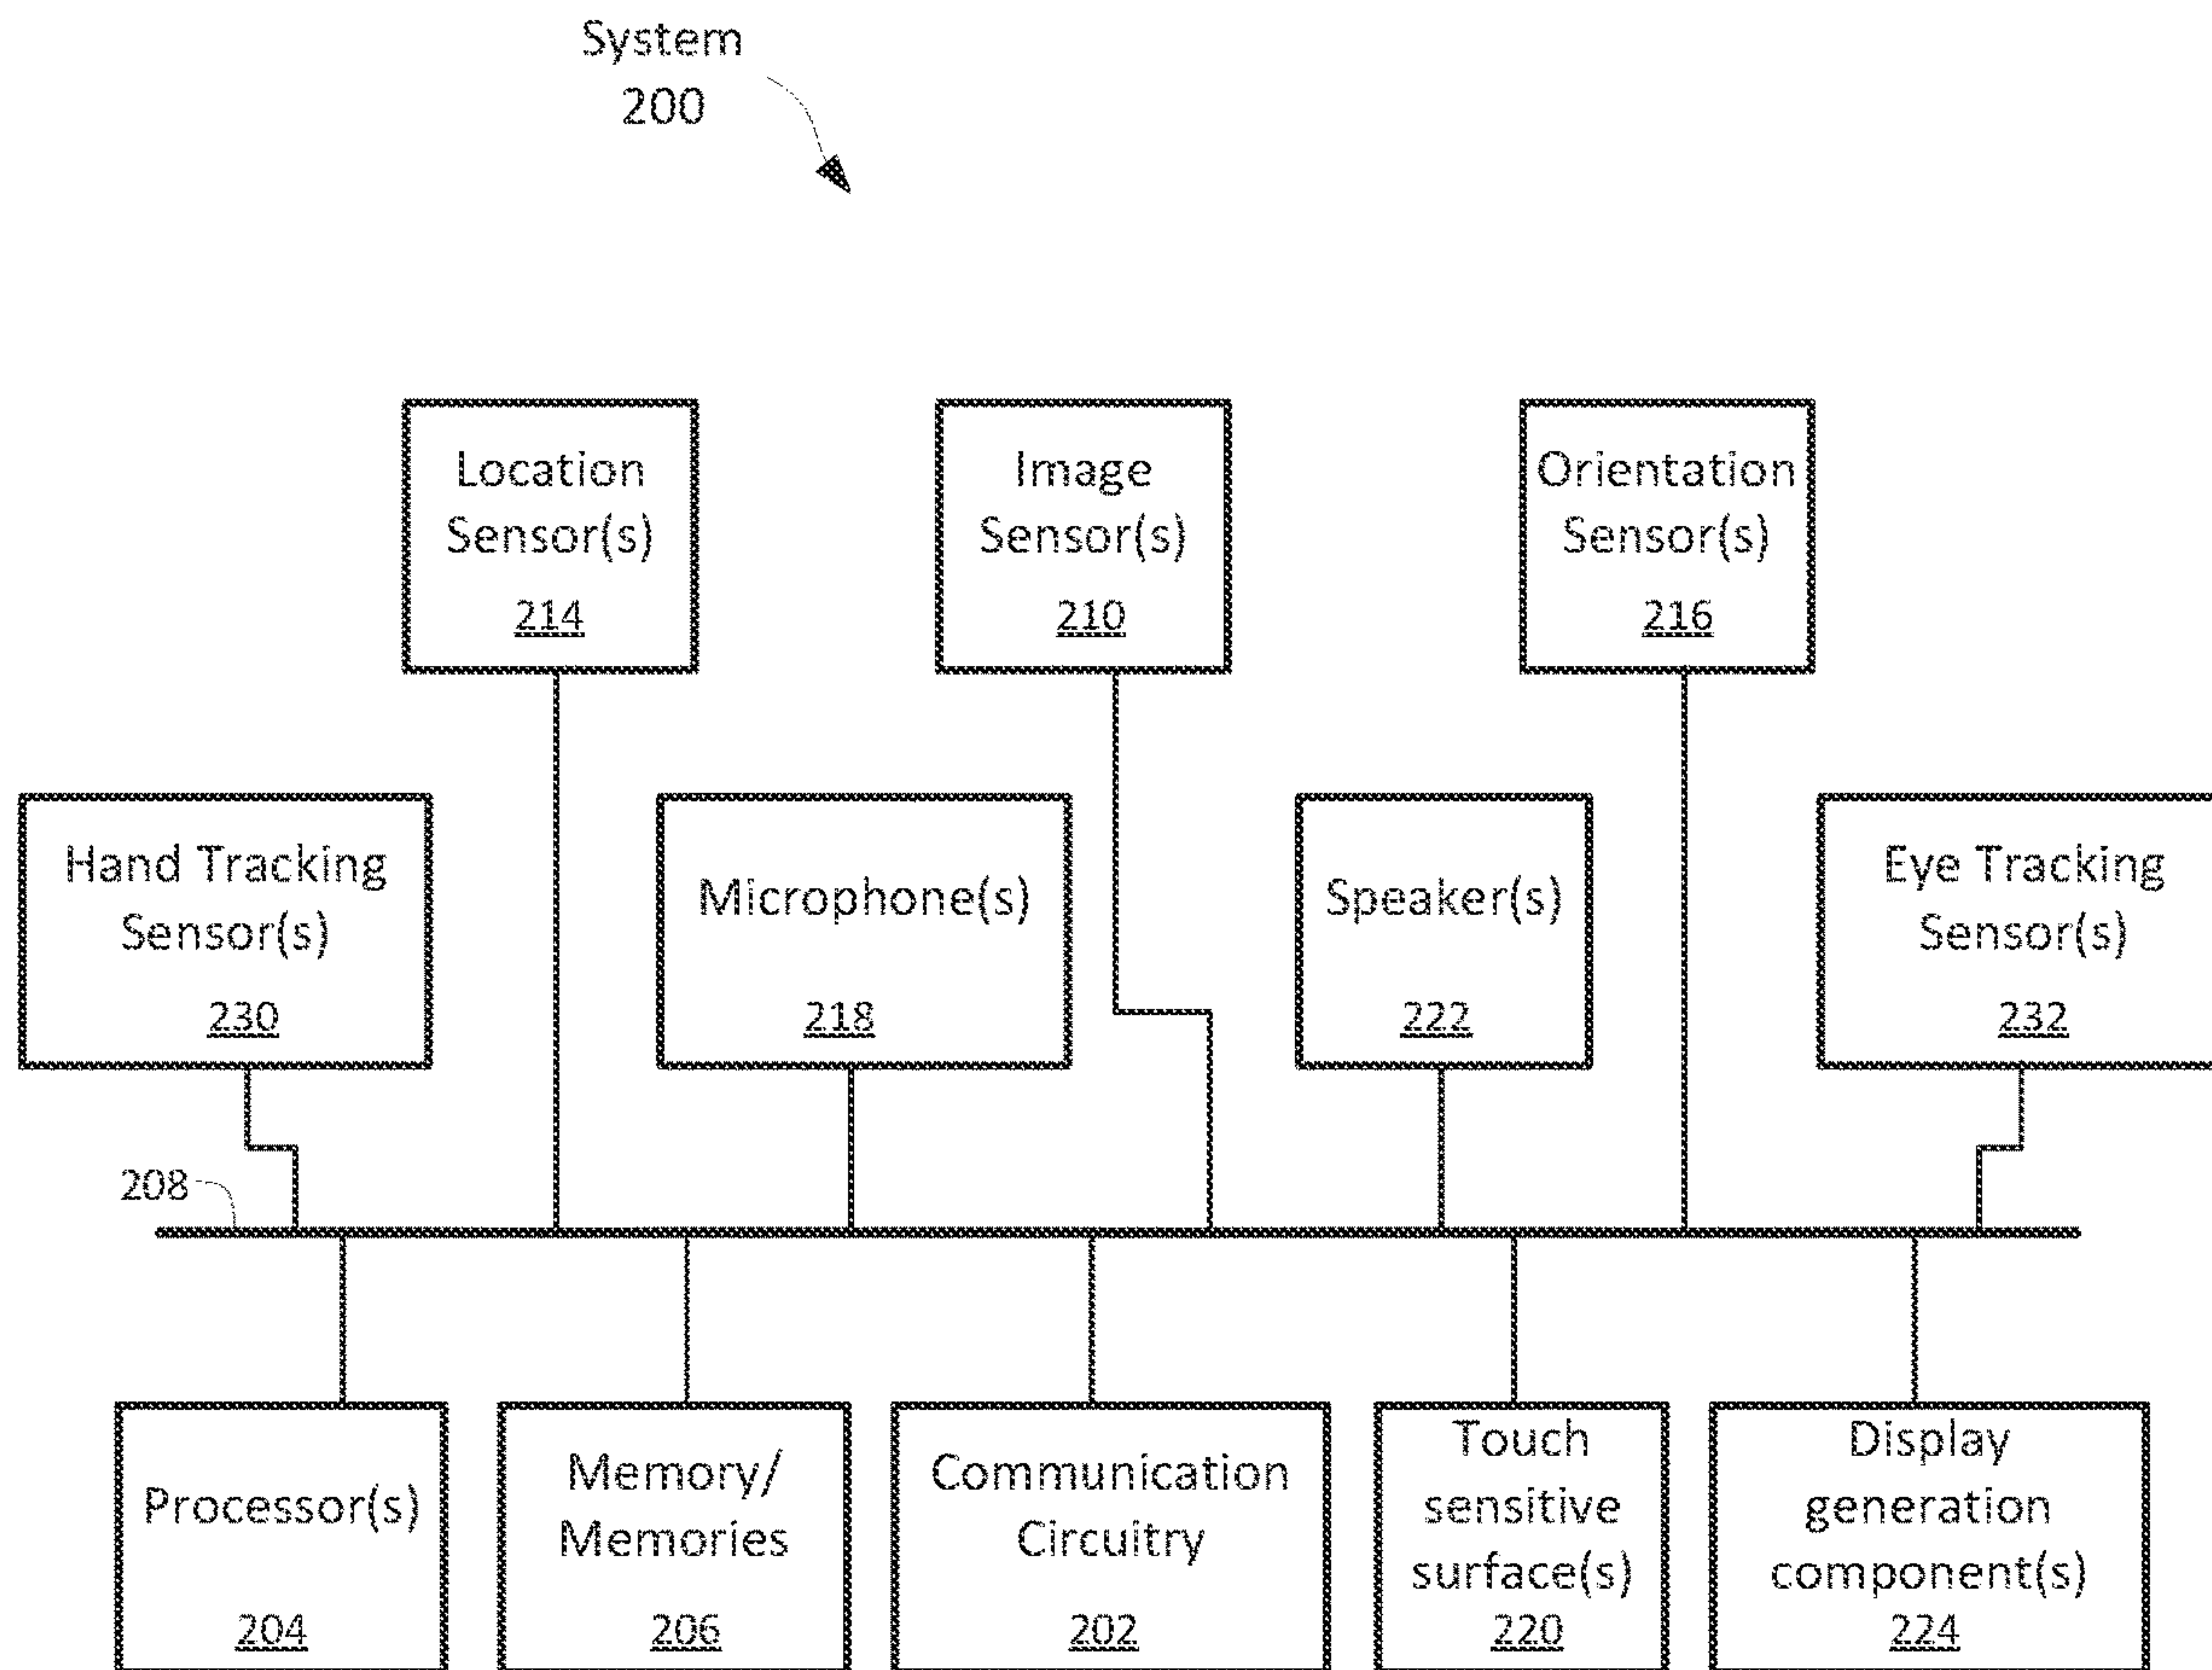 System
200
Location
Sensor(s)
214
Image
Sensor(s)
210
Orientation
Sensor(s)
216
Hand Tracking
Sensor(s)
230
Microphone(s)
218
Speaker(s)
222
Eye Tracking
Sensor(s)
232
208
Processor(s)
204
Memory/
Memories
206
Communication
Circuitry
202
Touch
sensitive
surface(s)
220
Display
generation
component(s)
224